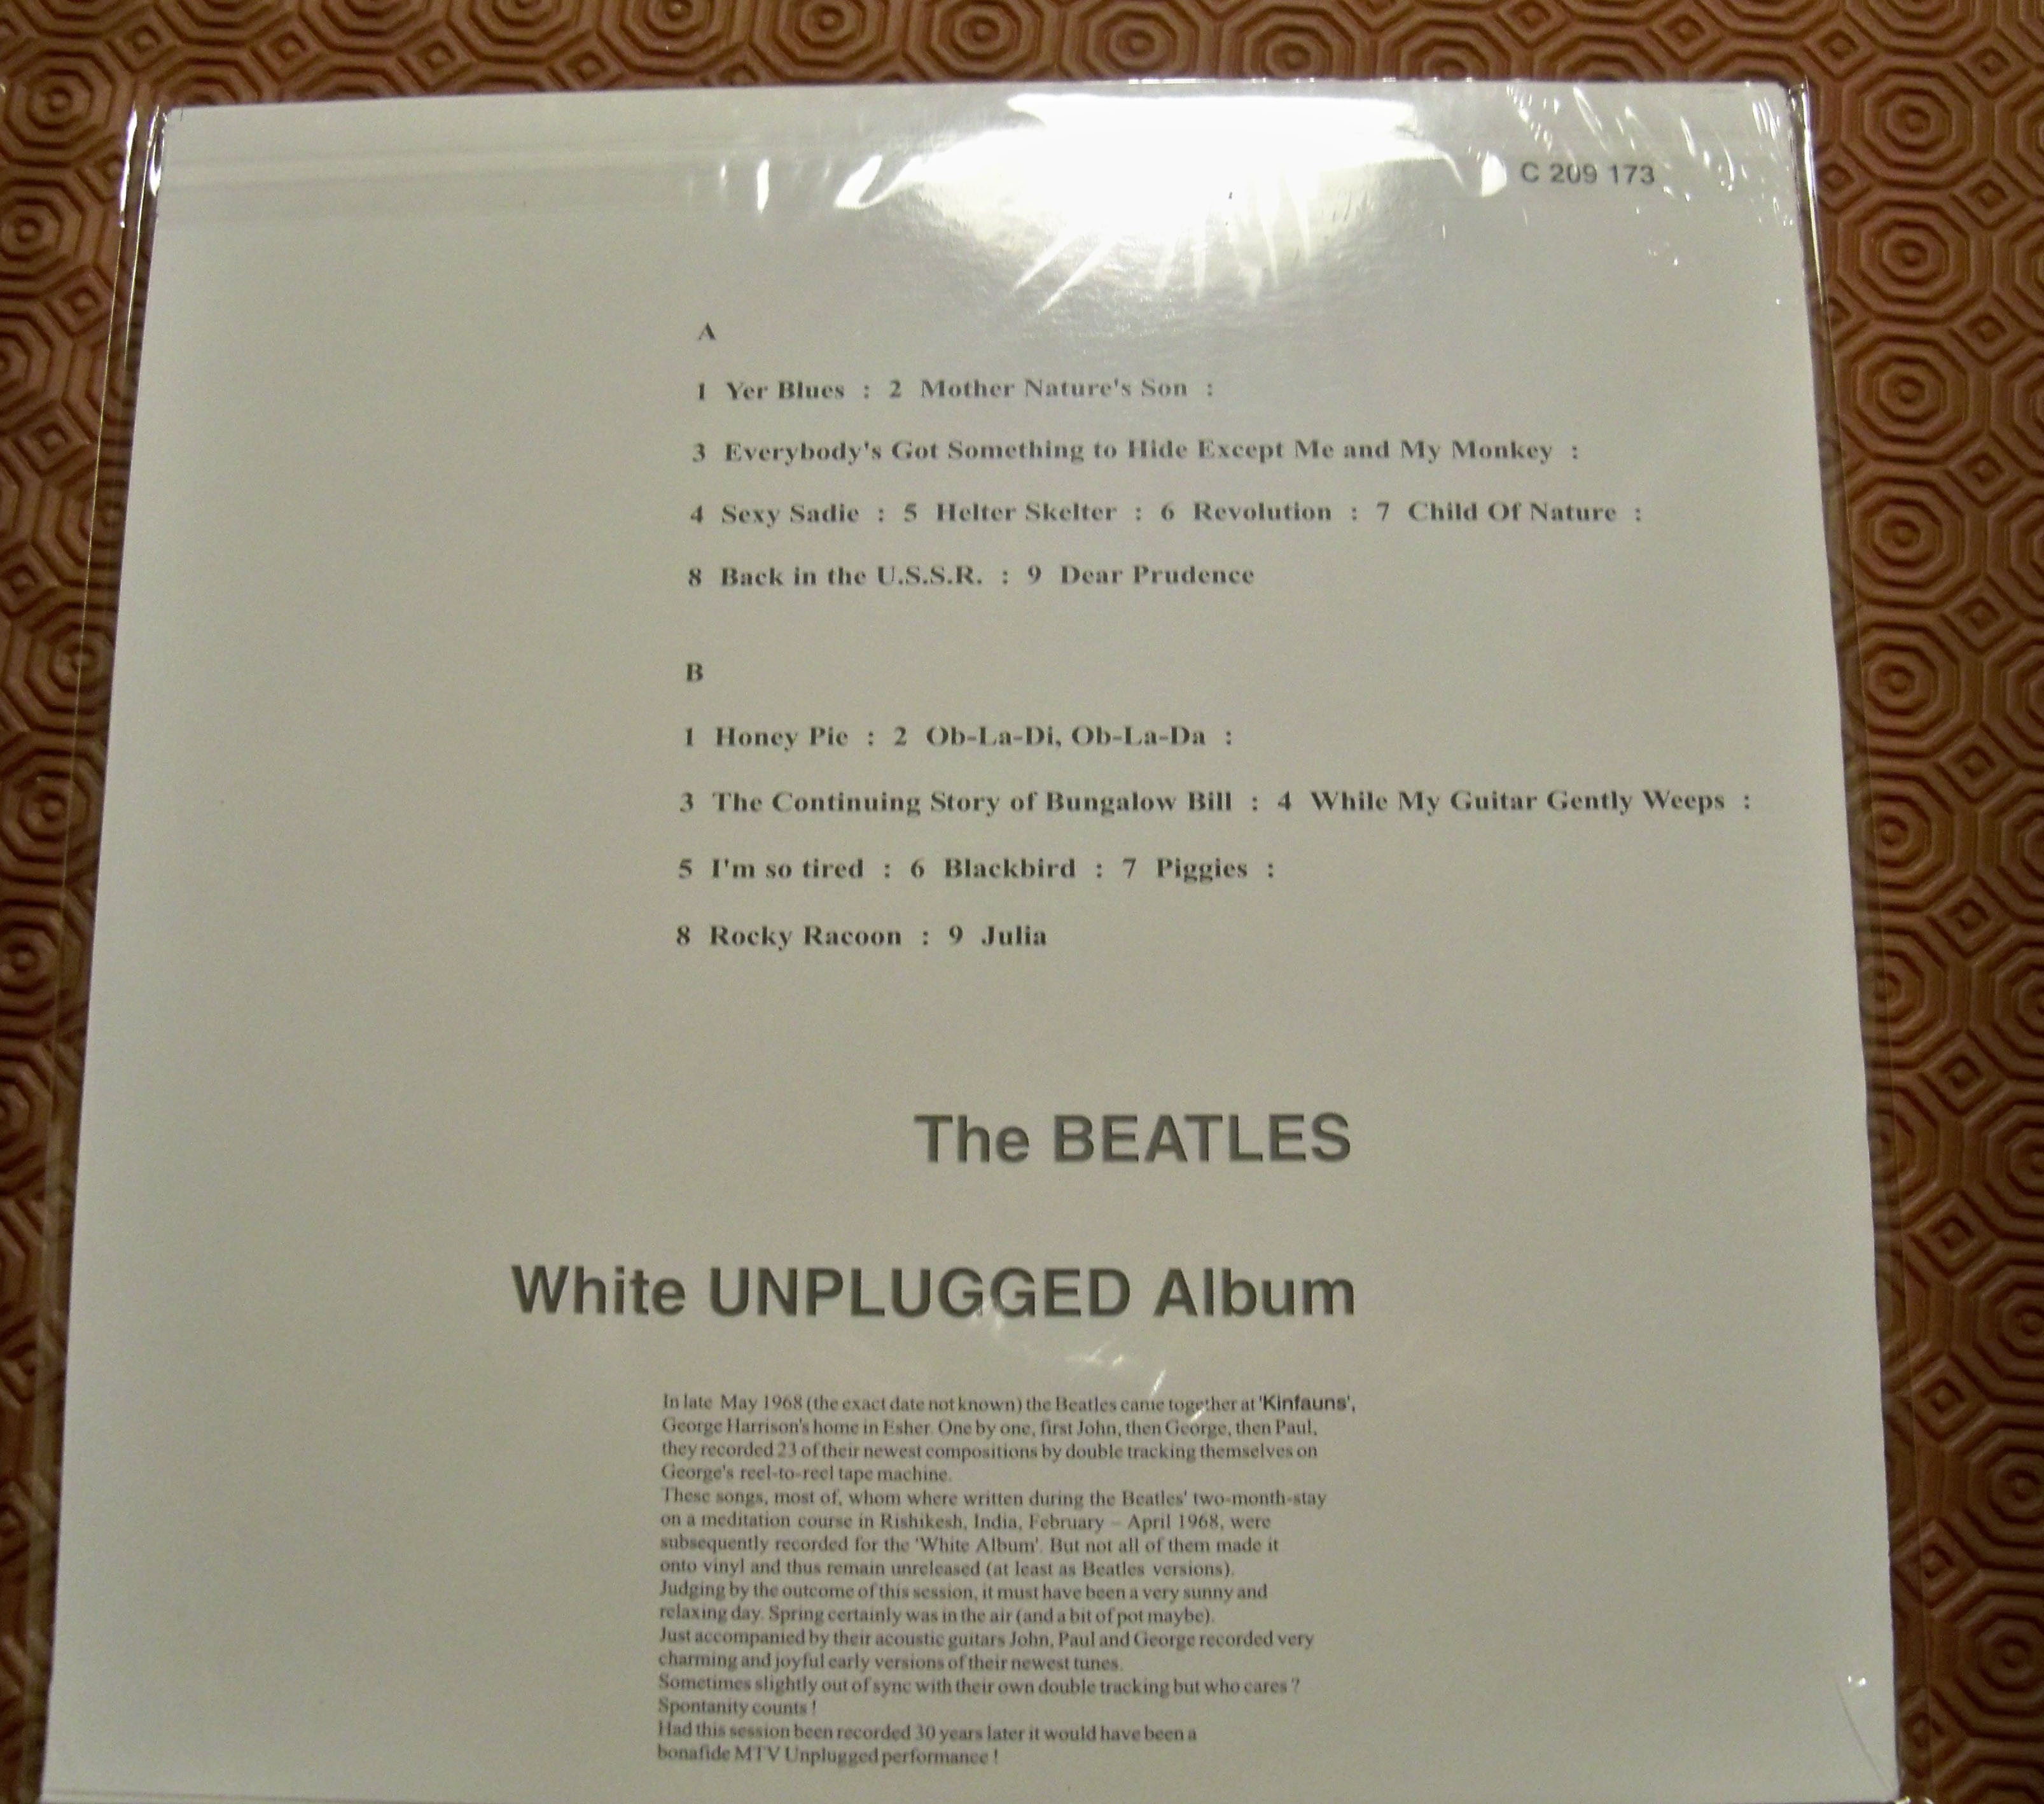 C 209 173
A
1 Yer Blues : 2 Mother Nature's Son :
3 Everybody's Got Something to Hide Except Me and My Monkey :
4 Sexy Sadie : 5 Helter Skelter : 6 Revolution : 7 Child Of Nature :
8 Back in the U.S.S.R. : 9 Dear Prudence
B
1 Honey Pie : 2 Ob-La-Di, Ob-La-Da :
3 The Continuing Story of Bungalow Bill : 4 While My Guitar Gently Weeps :
5 I'm so tired : 6 Blackbird : 7 Piggies :
8 Rocky Racoon : 9 Julia
The BEATLES
White UNPLUGGED Album
In late May 1968 (the exact date not known) the Beatles came together at 'Kinfauns',
George Harrison's home in Esher. One by one, first John, then George, then Paul,
they recorded 23 of their newest compositions by double tracking themselves on
George's reel-to-reel tape machine.
These songs, most of, whom where written during the Beatles' two-month-stay
on a meditation course in Rishikesh, India, February – April 1968, were
subsequently recorded for the 'White Album'. But not all of them made it
onto vinyl and thus remain unreleased (at least as Beatles versions).
Judging by the outcome of this session, it must have been a very sunny and
relaxing day. Spring certainly was in the air (and a bit of pot maybe).
Just accompanied by their acoustic guitars John, Paul and George recorded very
charming and joyful early versions of their newest tunes.
Sometimes slightly out of sync with their own double tracking but who cares ?
Spontanity counts !
Had this session been recorded 30 years later it would have been a
bonafide MTV Unplugged performance !